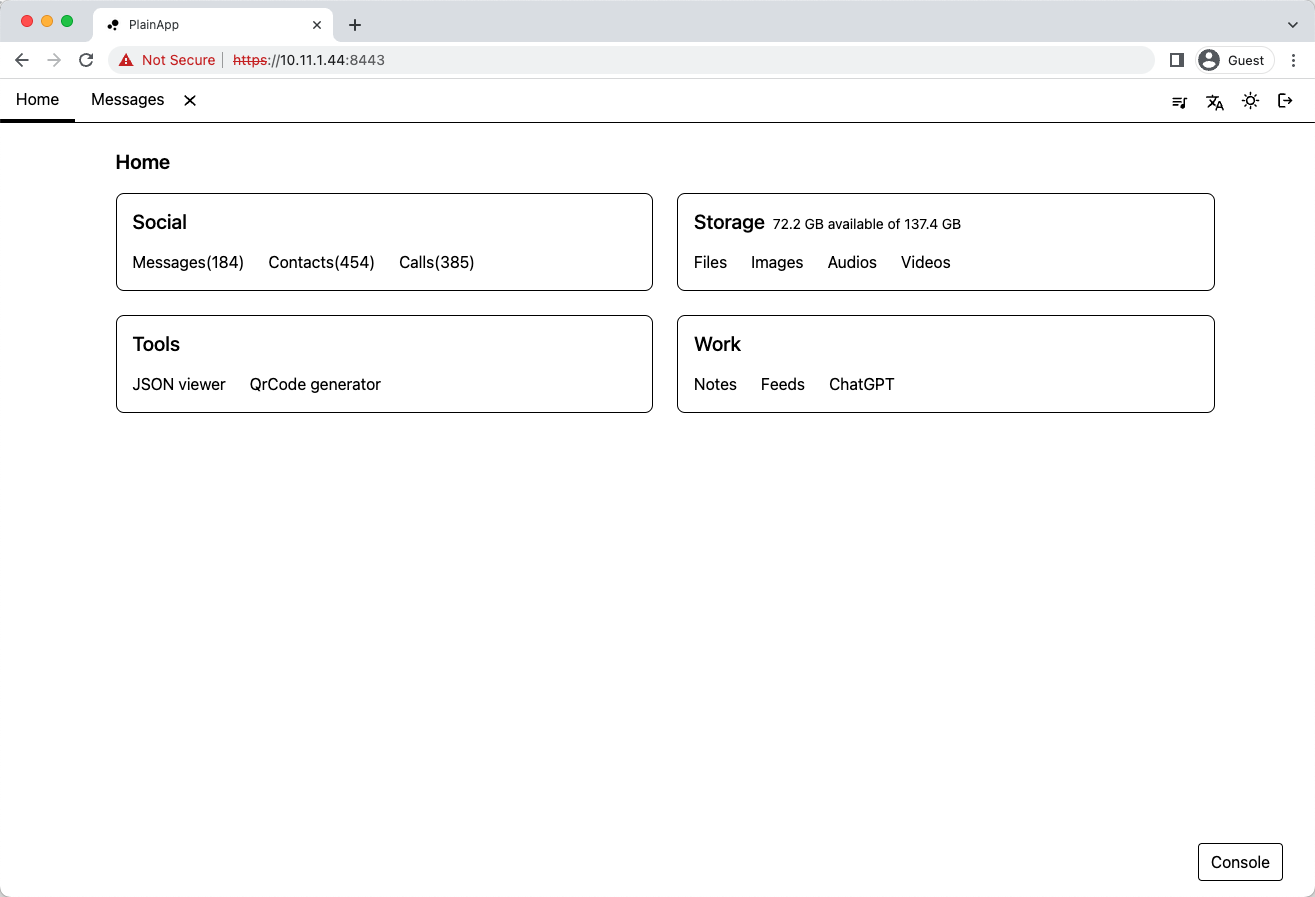 PlainApp
Not Secure https://10.11.1.44:8443 Guest
Home Messages
Home
Social
Messages(184) Contacts(454) Calls(385)
Storage 72.2 GB available of 137.4 GB
Files Images Audios Videos
Tools
JSON viewer QrCode generator
Work
Notes Feeds ChatGPT
Console